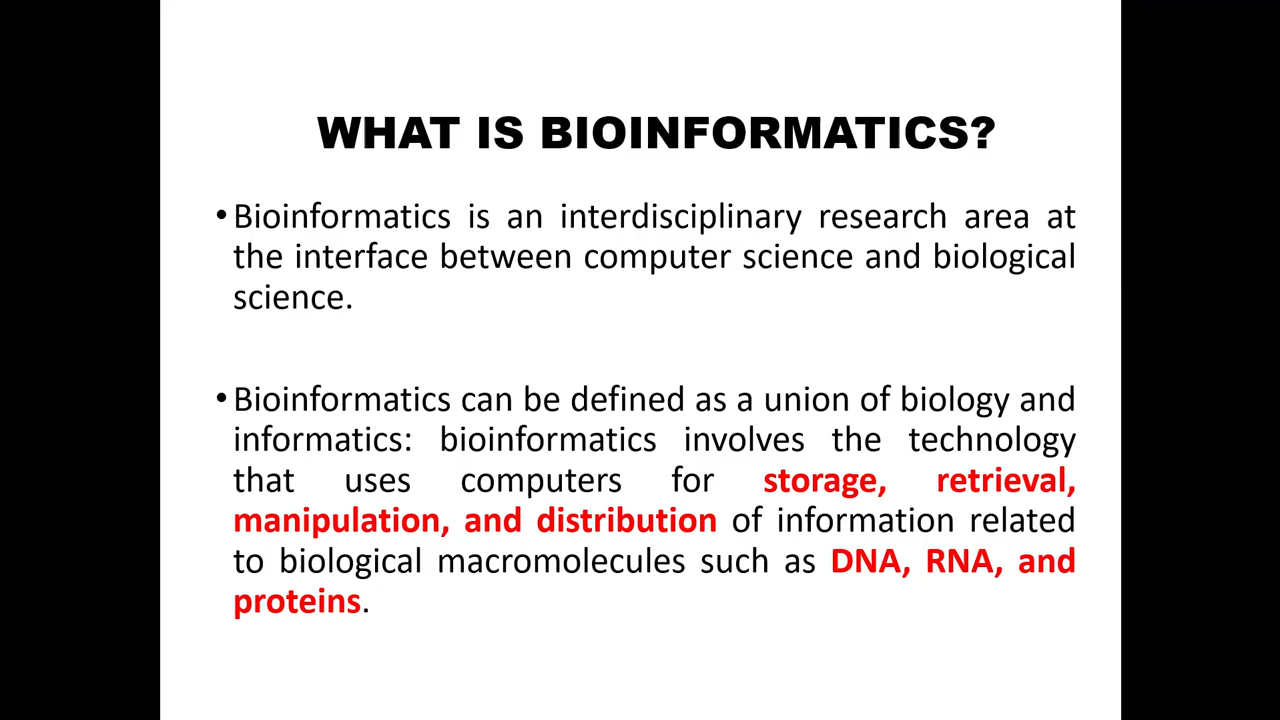 WHAT IS BIOINFORMATICS?
•Bioinformatics is an interdisciplinary research area at
the interface between computer science and biological
science.
•Bioinformatics can be defined as a union of biology and
informatics: bioinformatics involves the technology
that uses computers for storage, retrieval,
manipulation, and distribution of information related
to biological macromolecules such as DNA, RNA, and
proteins.